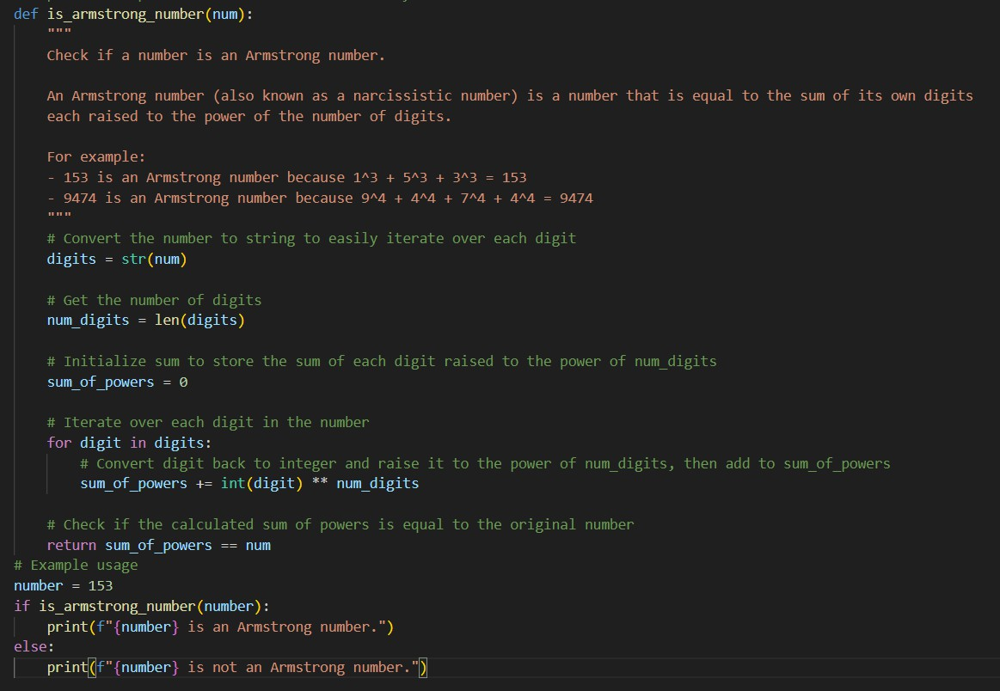 def is_armstrong_number(num):
    """
    Check if a number is an Armstrong number.

    An Armstrong number (also known as a narcissistic number) is a number that is equal to the sum of its own digits
    each raised to the power of the number of digits.

    For example:
    - 153 is an Armstrong number because 1^3 + 5^3 + 3^3 = 153
    - 9474 is an Armstrong number because 9^4 + 4^4 + 7^4 + 4^4 = 9474
    """
    # Convert the number to string to easily iterate over each digit
    digits = str(num)

    # Get the number of digits
    num_digits = len(digits)

    # Initialize sum to store the sum of each digit raised to the power of num_digits
    sum_of_powers = 0

    # Iterate over each digit in the number
    for digit in digits:
        # Convert digit back to integer and raise it to the power of num_digits, then add to sum_of_powers
        sum_of_powers += int(digit) ** num_digits

    # Check if the calculated sum of powers is equal to the original number
    return sum_of_powers == num
# Example usage
number = 153
if is_armstrong_number(number):
    print(f"{number} is an Armstrong number.")
else:
    print(f"{number} is not an Armstrong number.")